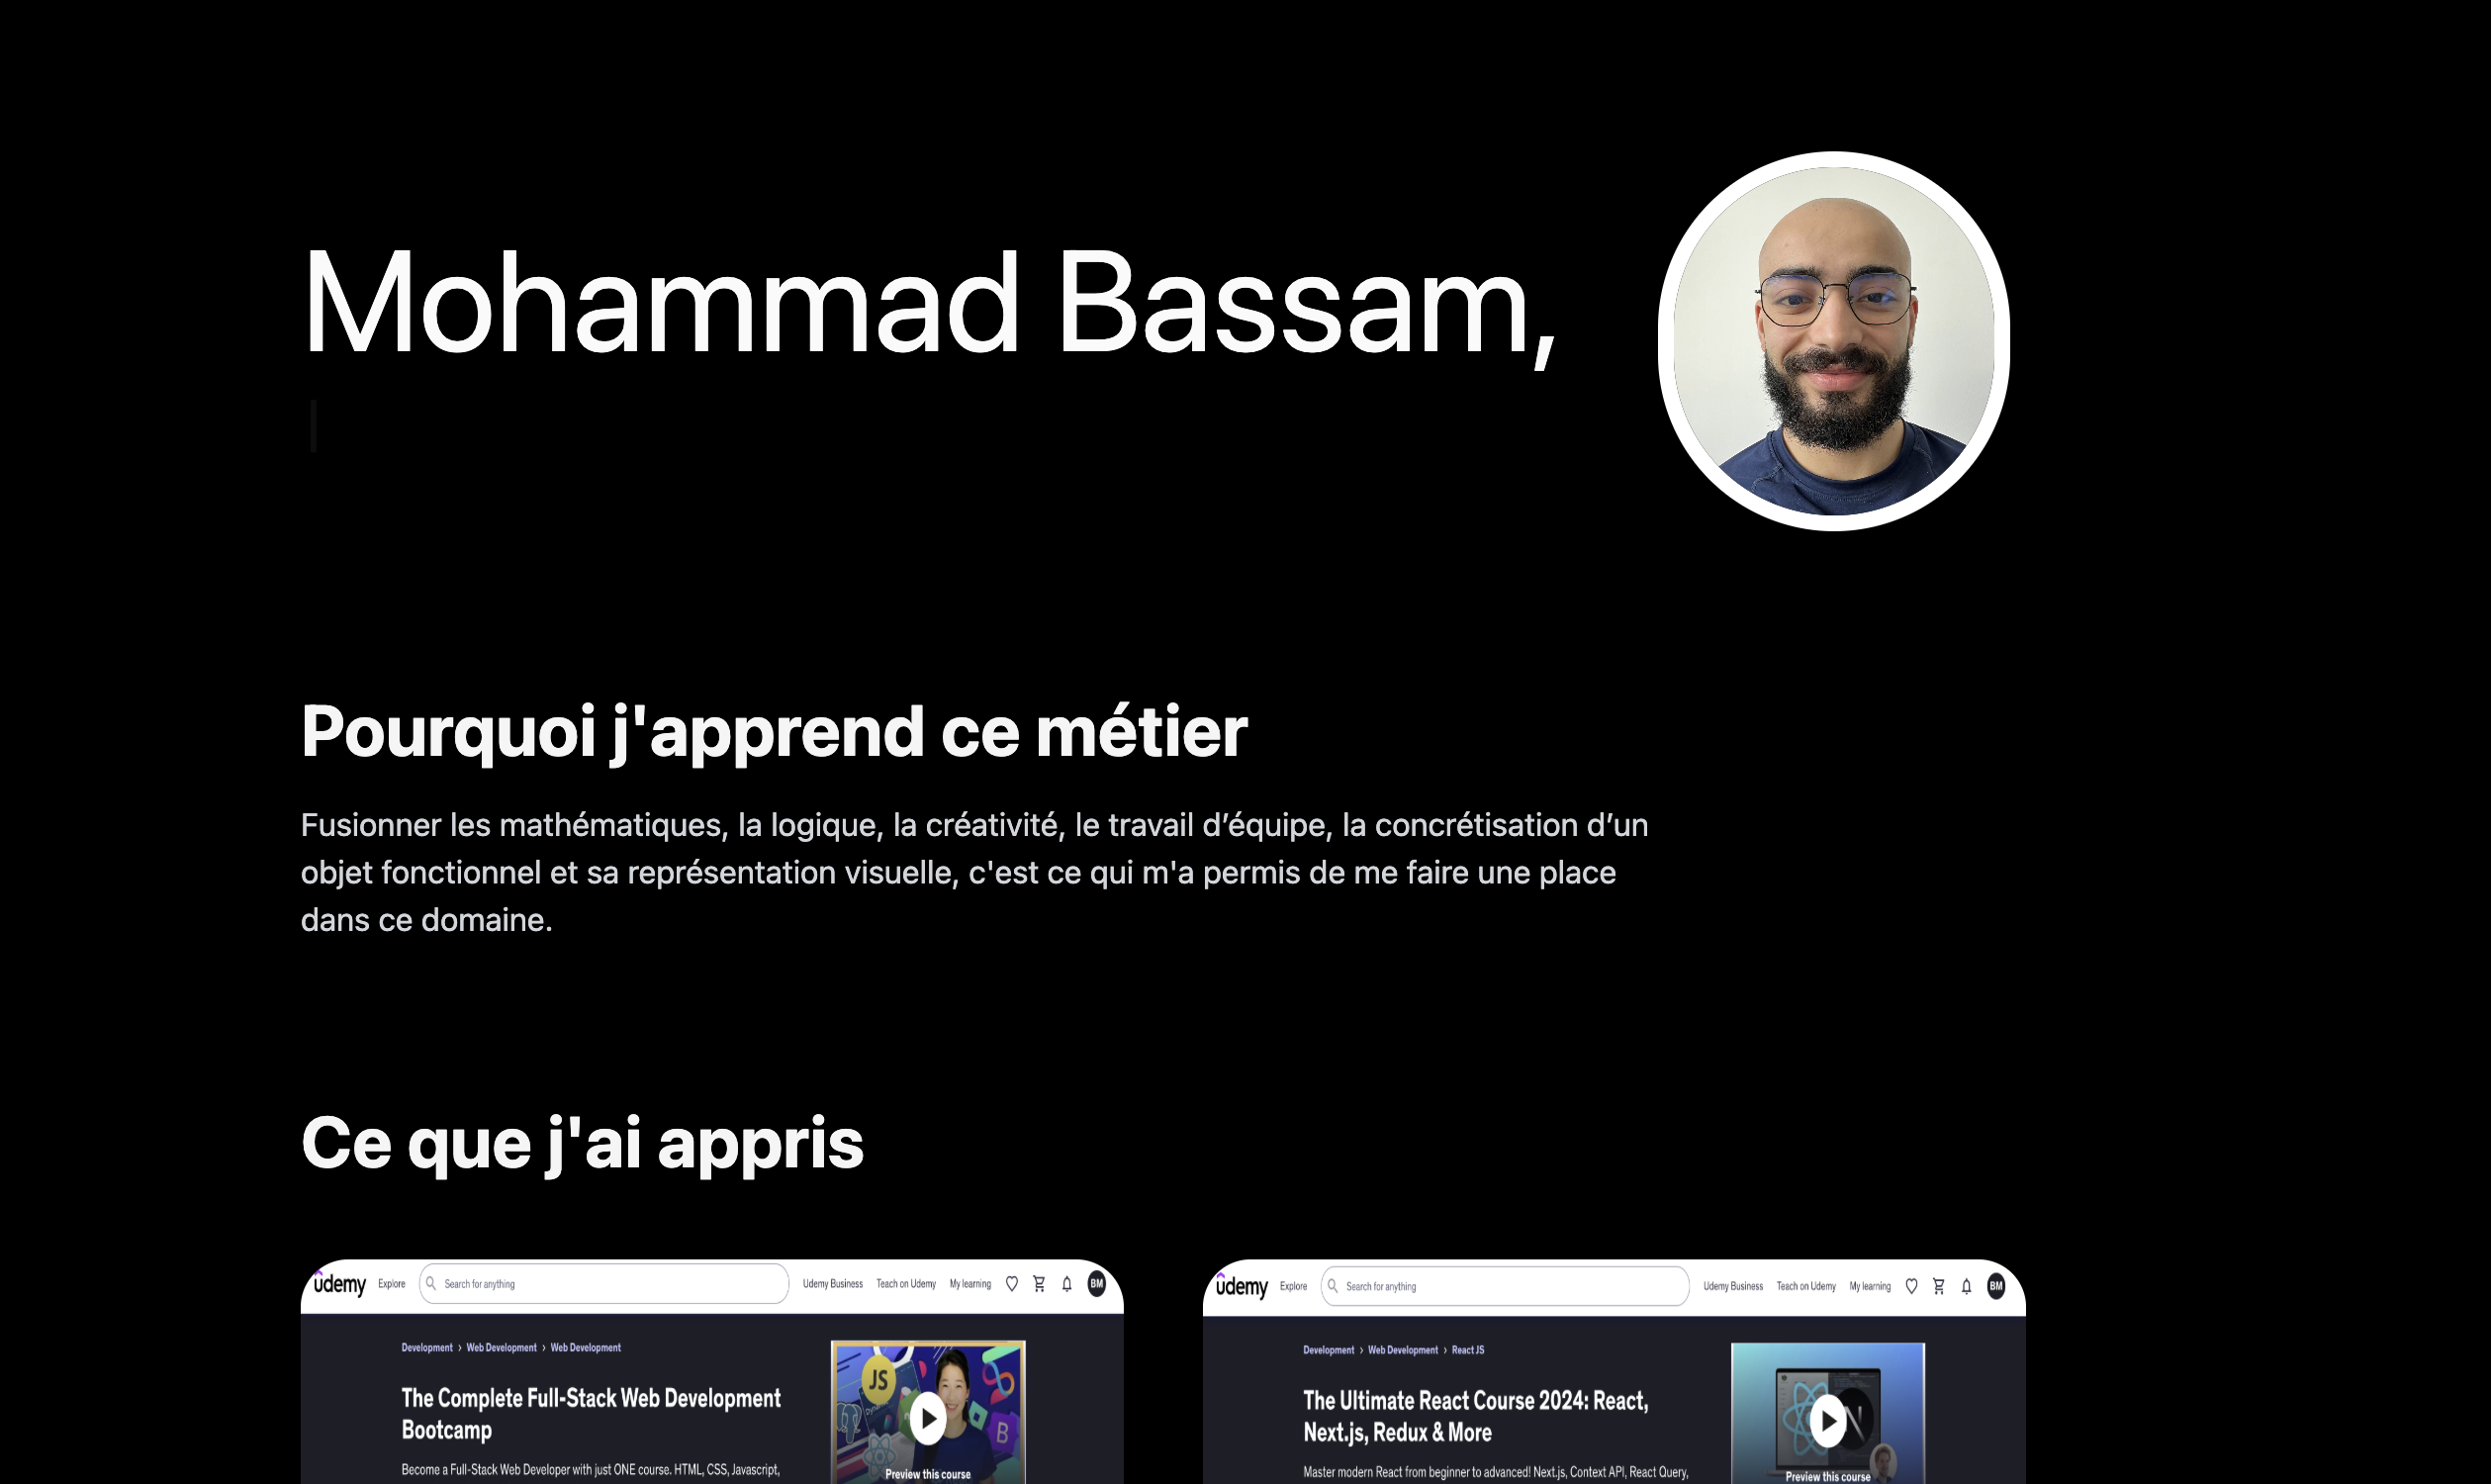 Mohammad Bassam,
Pourquoi j'apprend ce métier
Fusionner les mathématiques, la logique, la créativité, le travail d’équipe, la concrétisation d’un
objet fonctionnel et sa représentation visuelle, c'est ce qui m'a permis de me faire une place
dans ce domaine.
Ce que j'ai appris
udemy Explore Search for anything Udemy Business Teach on Udemy My learning BM
Development › Web Development › Web Development
The Complete Full-Stack Web Development
Bootcamp
Become a Full-Stack Web Developer with just ONE course. HTML, CSS, Javascript,
JS
B
Preview this course
udemy Explore Search for anything Udemy Business Teach on Udemy My learning BM
Development › Web Development › React JS
The Ultimate React Course 2024: React,
Next.js, Redux & More
Master modern React from beginner to advanced! Next.js, Context API, React Query,
N
Preview this course